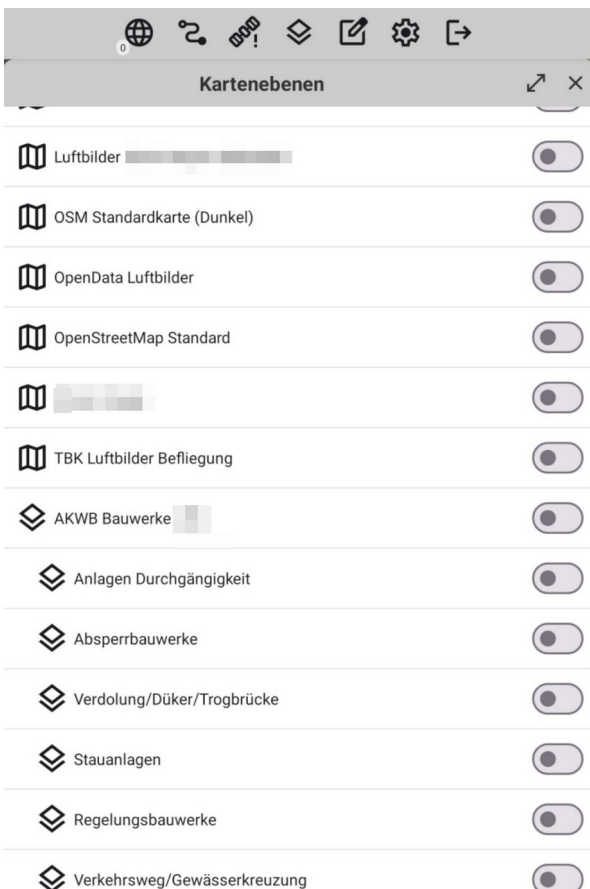 0
Kartenebenen
Luftbilder
OSM Standardkarte (Dunkel)
OpenData Luftbilder
OpenStreetMap Standard
TBK Luftbilder Befliegung
AKWB Bauwerke
Anlagen Durchgängigkeit
Absperrbauwerke
Verdolung/Düker/Trogbrücke
Stauanlagen
Regelungsbauwerke
Verkehrsweg/Gewässerkreuzung